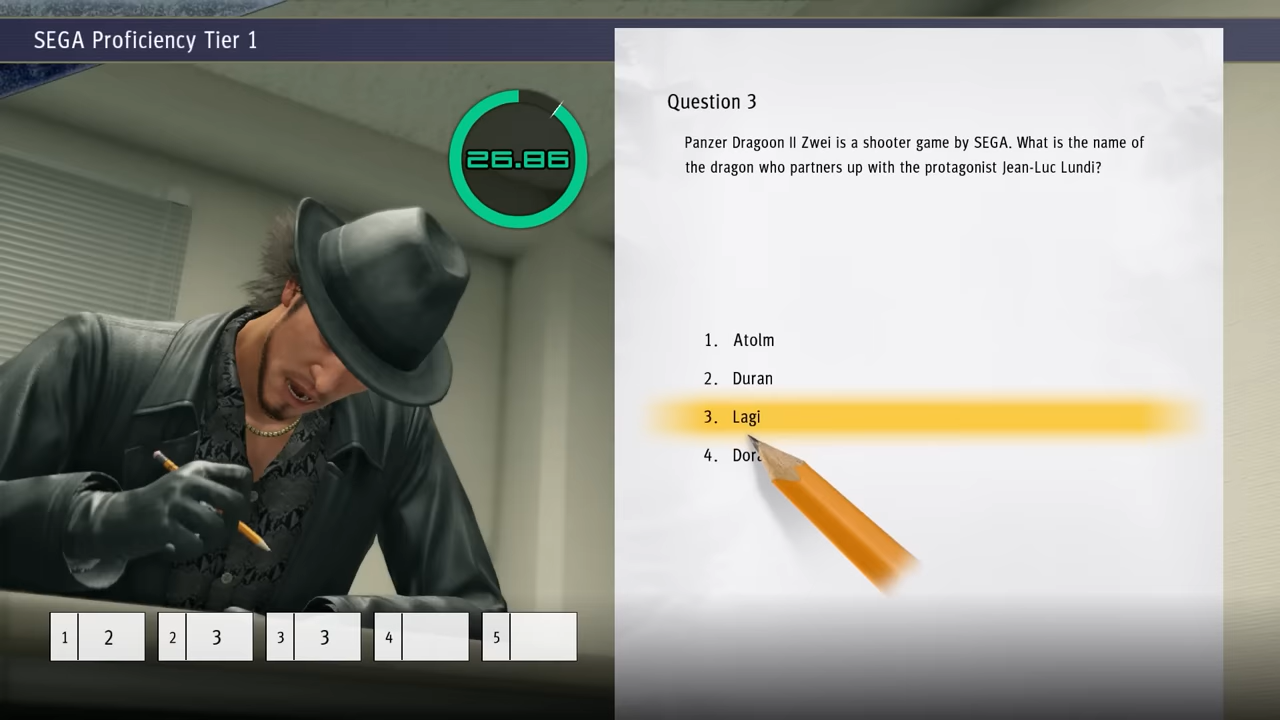 SEGA Proficiency Tier 1
26.86
Question 3
Panzer Dragoon II Zwei is a shooter game by SEGA. What is the name of
the dragon who partners up with the protagonist Jean-Luc Lundi?
1. Atolm
2. Duran
3. Lagi
4.
1 2
2 3
3 3
4
5